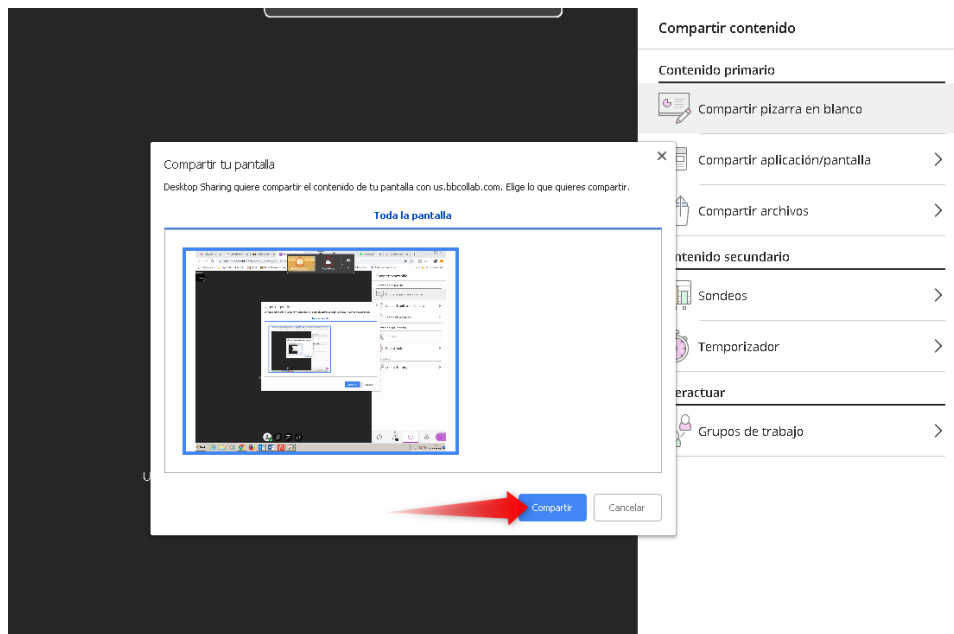 Compartir contenido
Contenido primario
Compartir pizarra en blanco
Compartir aplicación/pantalla
Compartir archivos
ntenido secundario
Sondeos
Temporizador
eractuar
Grupos de trabajo
Compartir tu pantalla
Desktop Sharing quiere compartir el contenido de tu pantalla con us.bbcollab.com. Elige lo que quieres compartir.
Toda la pantalla
Compartir
Cancelar
U